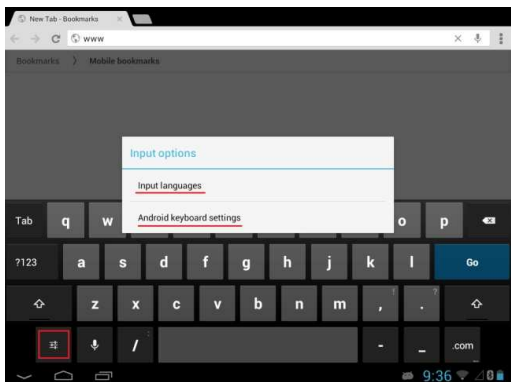 New Tab - Bookmarks
www
Bookmarks > Mobile bookmarks
Input options
Input languages
Android keyboard settings
Tab q w o p
?123 a s d f g h j k l Go
z x c v b n m , ! . ?
/ : - _ .com
9:36